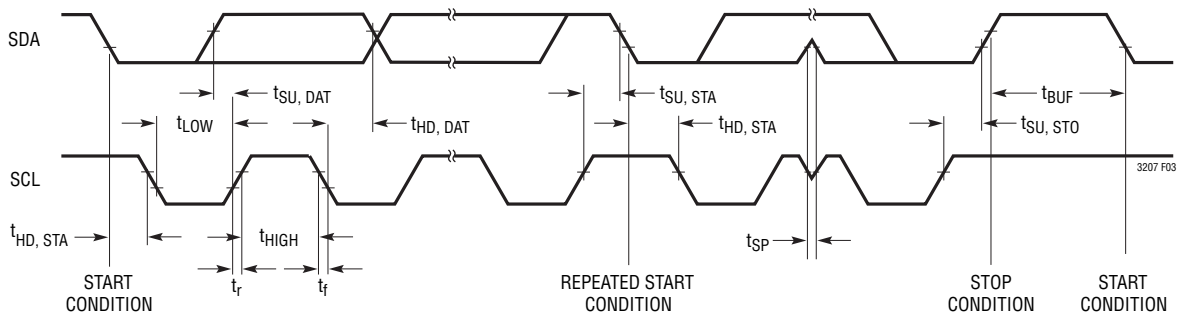 SDA
tSU, DAT
tSU, STA
tBUF
tLOW
tHD, DAT
tHD, STA
tSU, STO
SCL
3207 F03
tHD, STA
tHIGH
tSP
tr
tf
START
CONDITION
REPEATED START
CONDITION
STOP
CONDITION
START
CONDITION